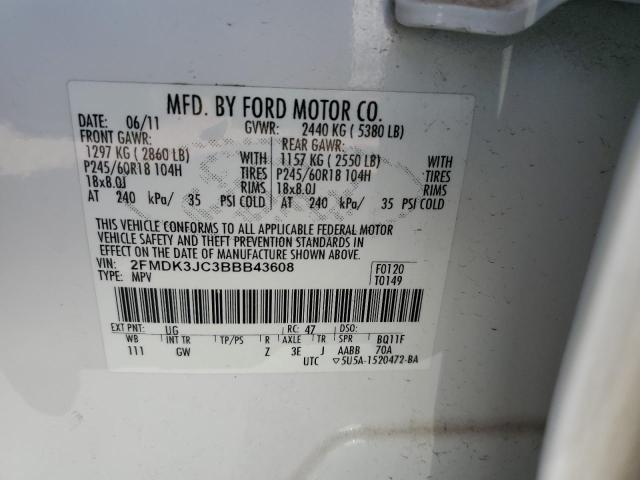 MFD. BY FORD MOTOR CO.
DATE: 06/11 GVWR: 2440 KG ( 5380 LB)
FRONT GAWR: REAR GAWR:
1297 KG ( 2860 LB) 1157 KG ( 2550 LB) WITH
P245/60R18 104H TIRES
18x8.0J RIMS
AT 240 kPa/ 35 PSI COLD
WITH P245/60R18 104H
TIRES 18x8.0J
RIMS AT 240 kPa/ 35 PSI COLD
THIS VEHICLE CONFORMS TO ALL APPLICABLE FEDERAL MOTOR
VEHICLE SAFETY AND THEFT PREVENTION STANDARDS IN
EFFECT ON THE DATE OF MANUFACTURE SHOWN ABOVE.
VIN: 2FMDK3JC3BBB43608 F0120
TYPE: MPV T0149
EXT PNT: UG RC: 47 DSO:
WB INT TR TP/PS R AXLE TR SPR BQ11F
111 GW Z 3E J AABB 70A
UTC ▽5U5A-1520472-BA